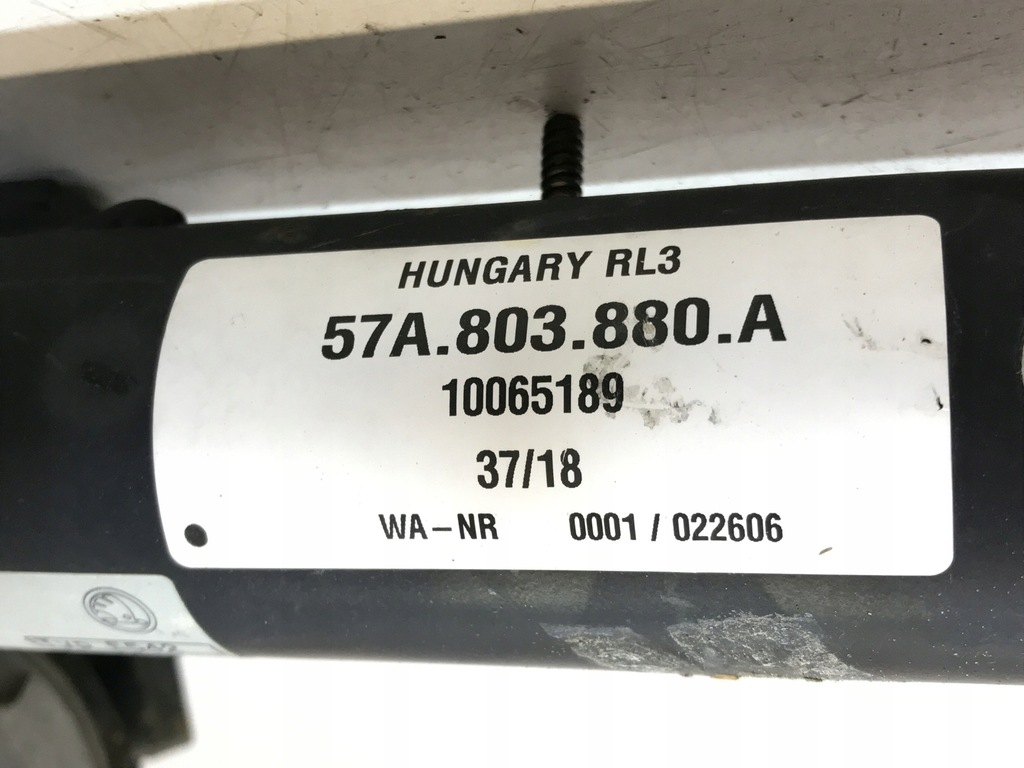 HUNGARY RL3
57A.803.880.A
10065189
37/18
WA-NR 0001 / 022606